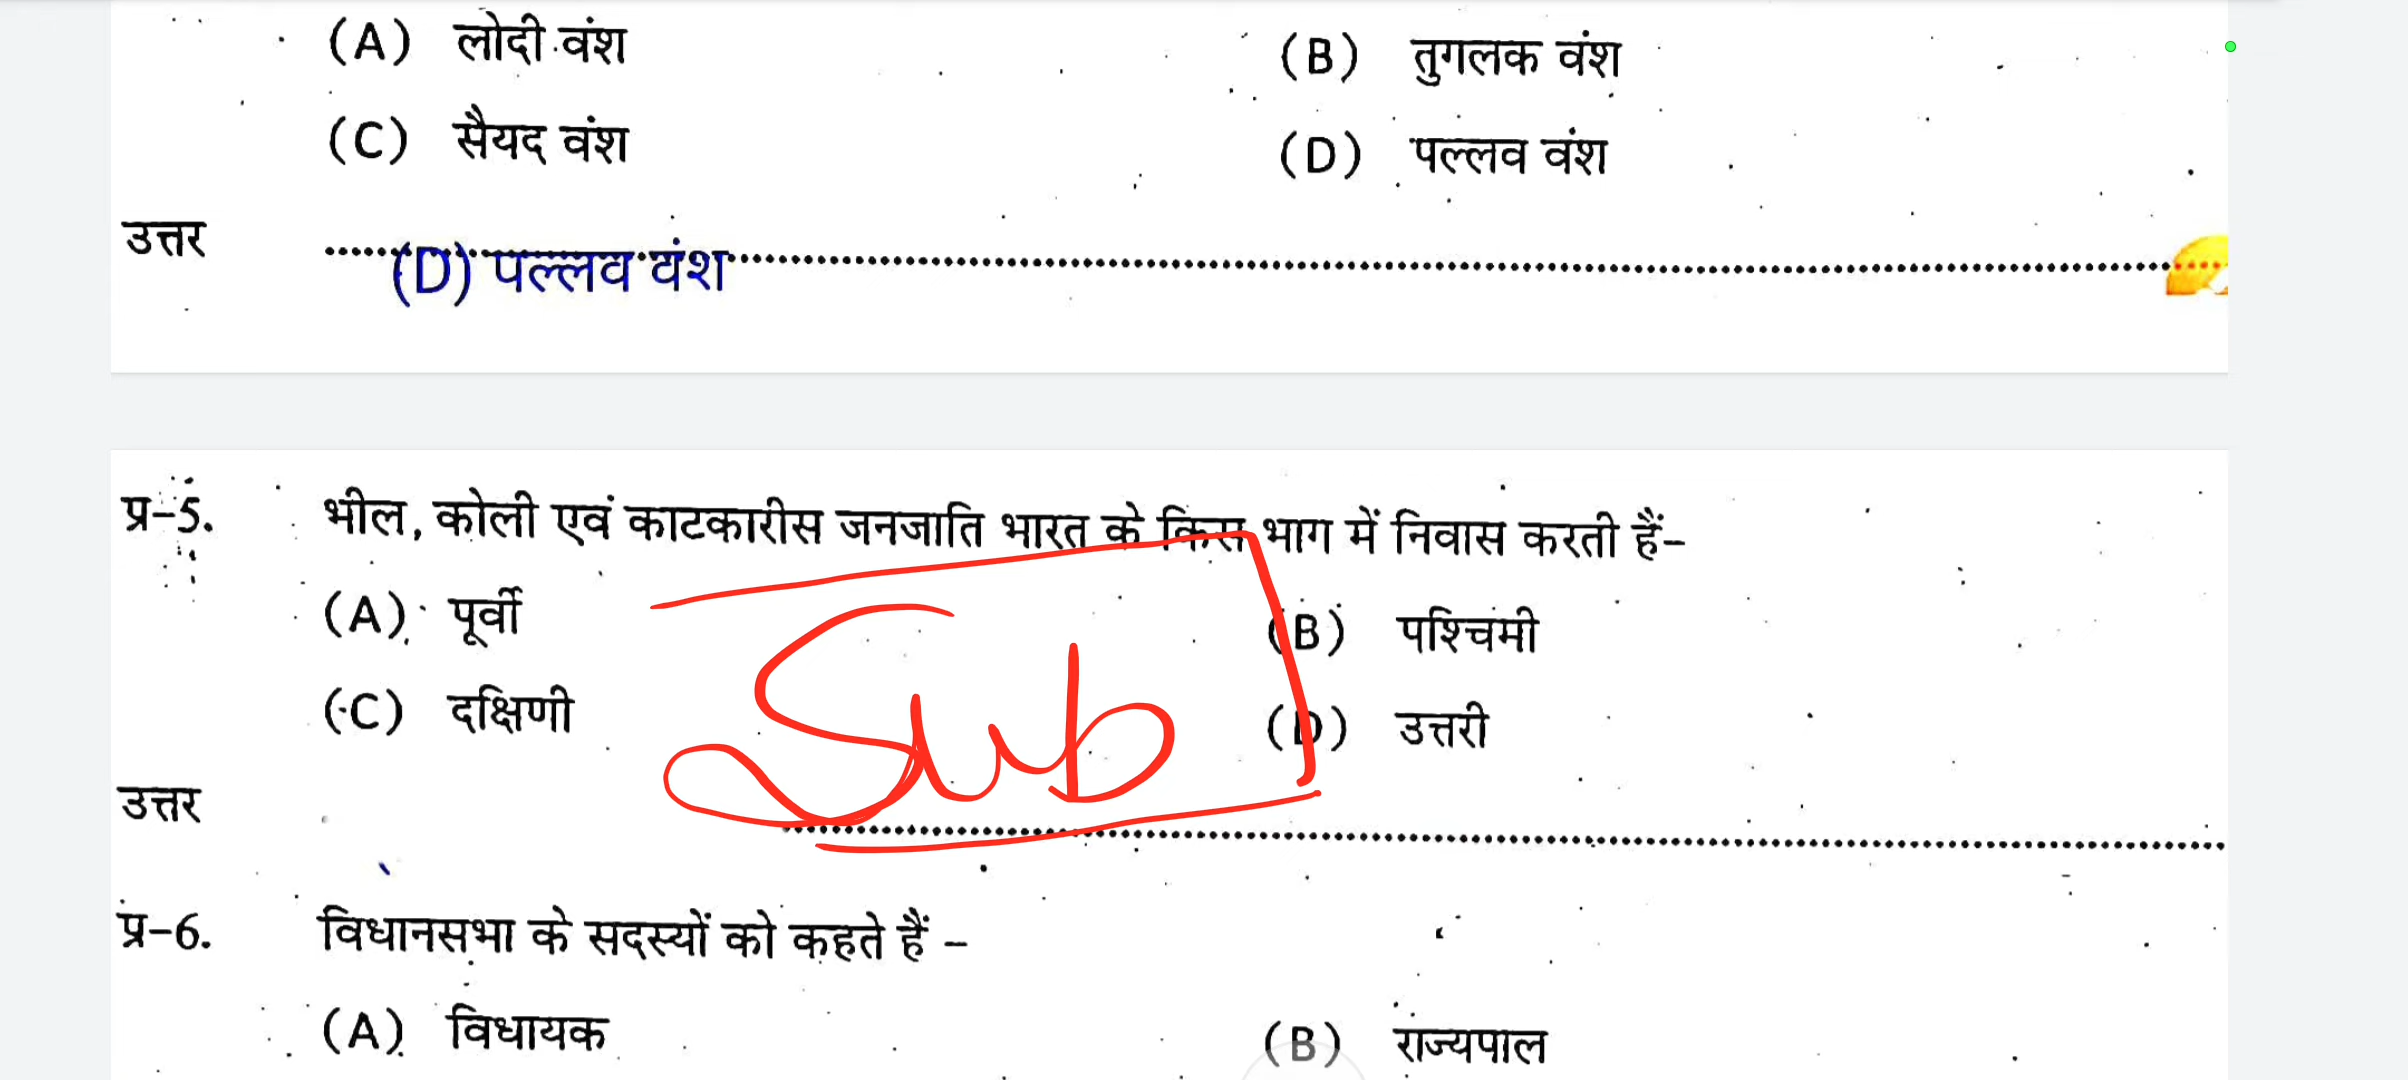 (A) लोदी वंश (B) तुगलक वंश
(C) सैयद वंश (D) पल्लव वंश
उत्तर (D) पल्लव वंश
प्र-5. भील, कोली एवं काटकारीस जनजाति भारत के किस भाग में निवास करती हैं-
(A) पूर्वी (B) पश्चिमी
(C) दक्षिणी (D) उत्तरी
Sub
उत्तर
प्र-6. विधानसभा के सदस्यों को कहते हैं -
(A) विधायक (B) राज्यपाल